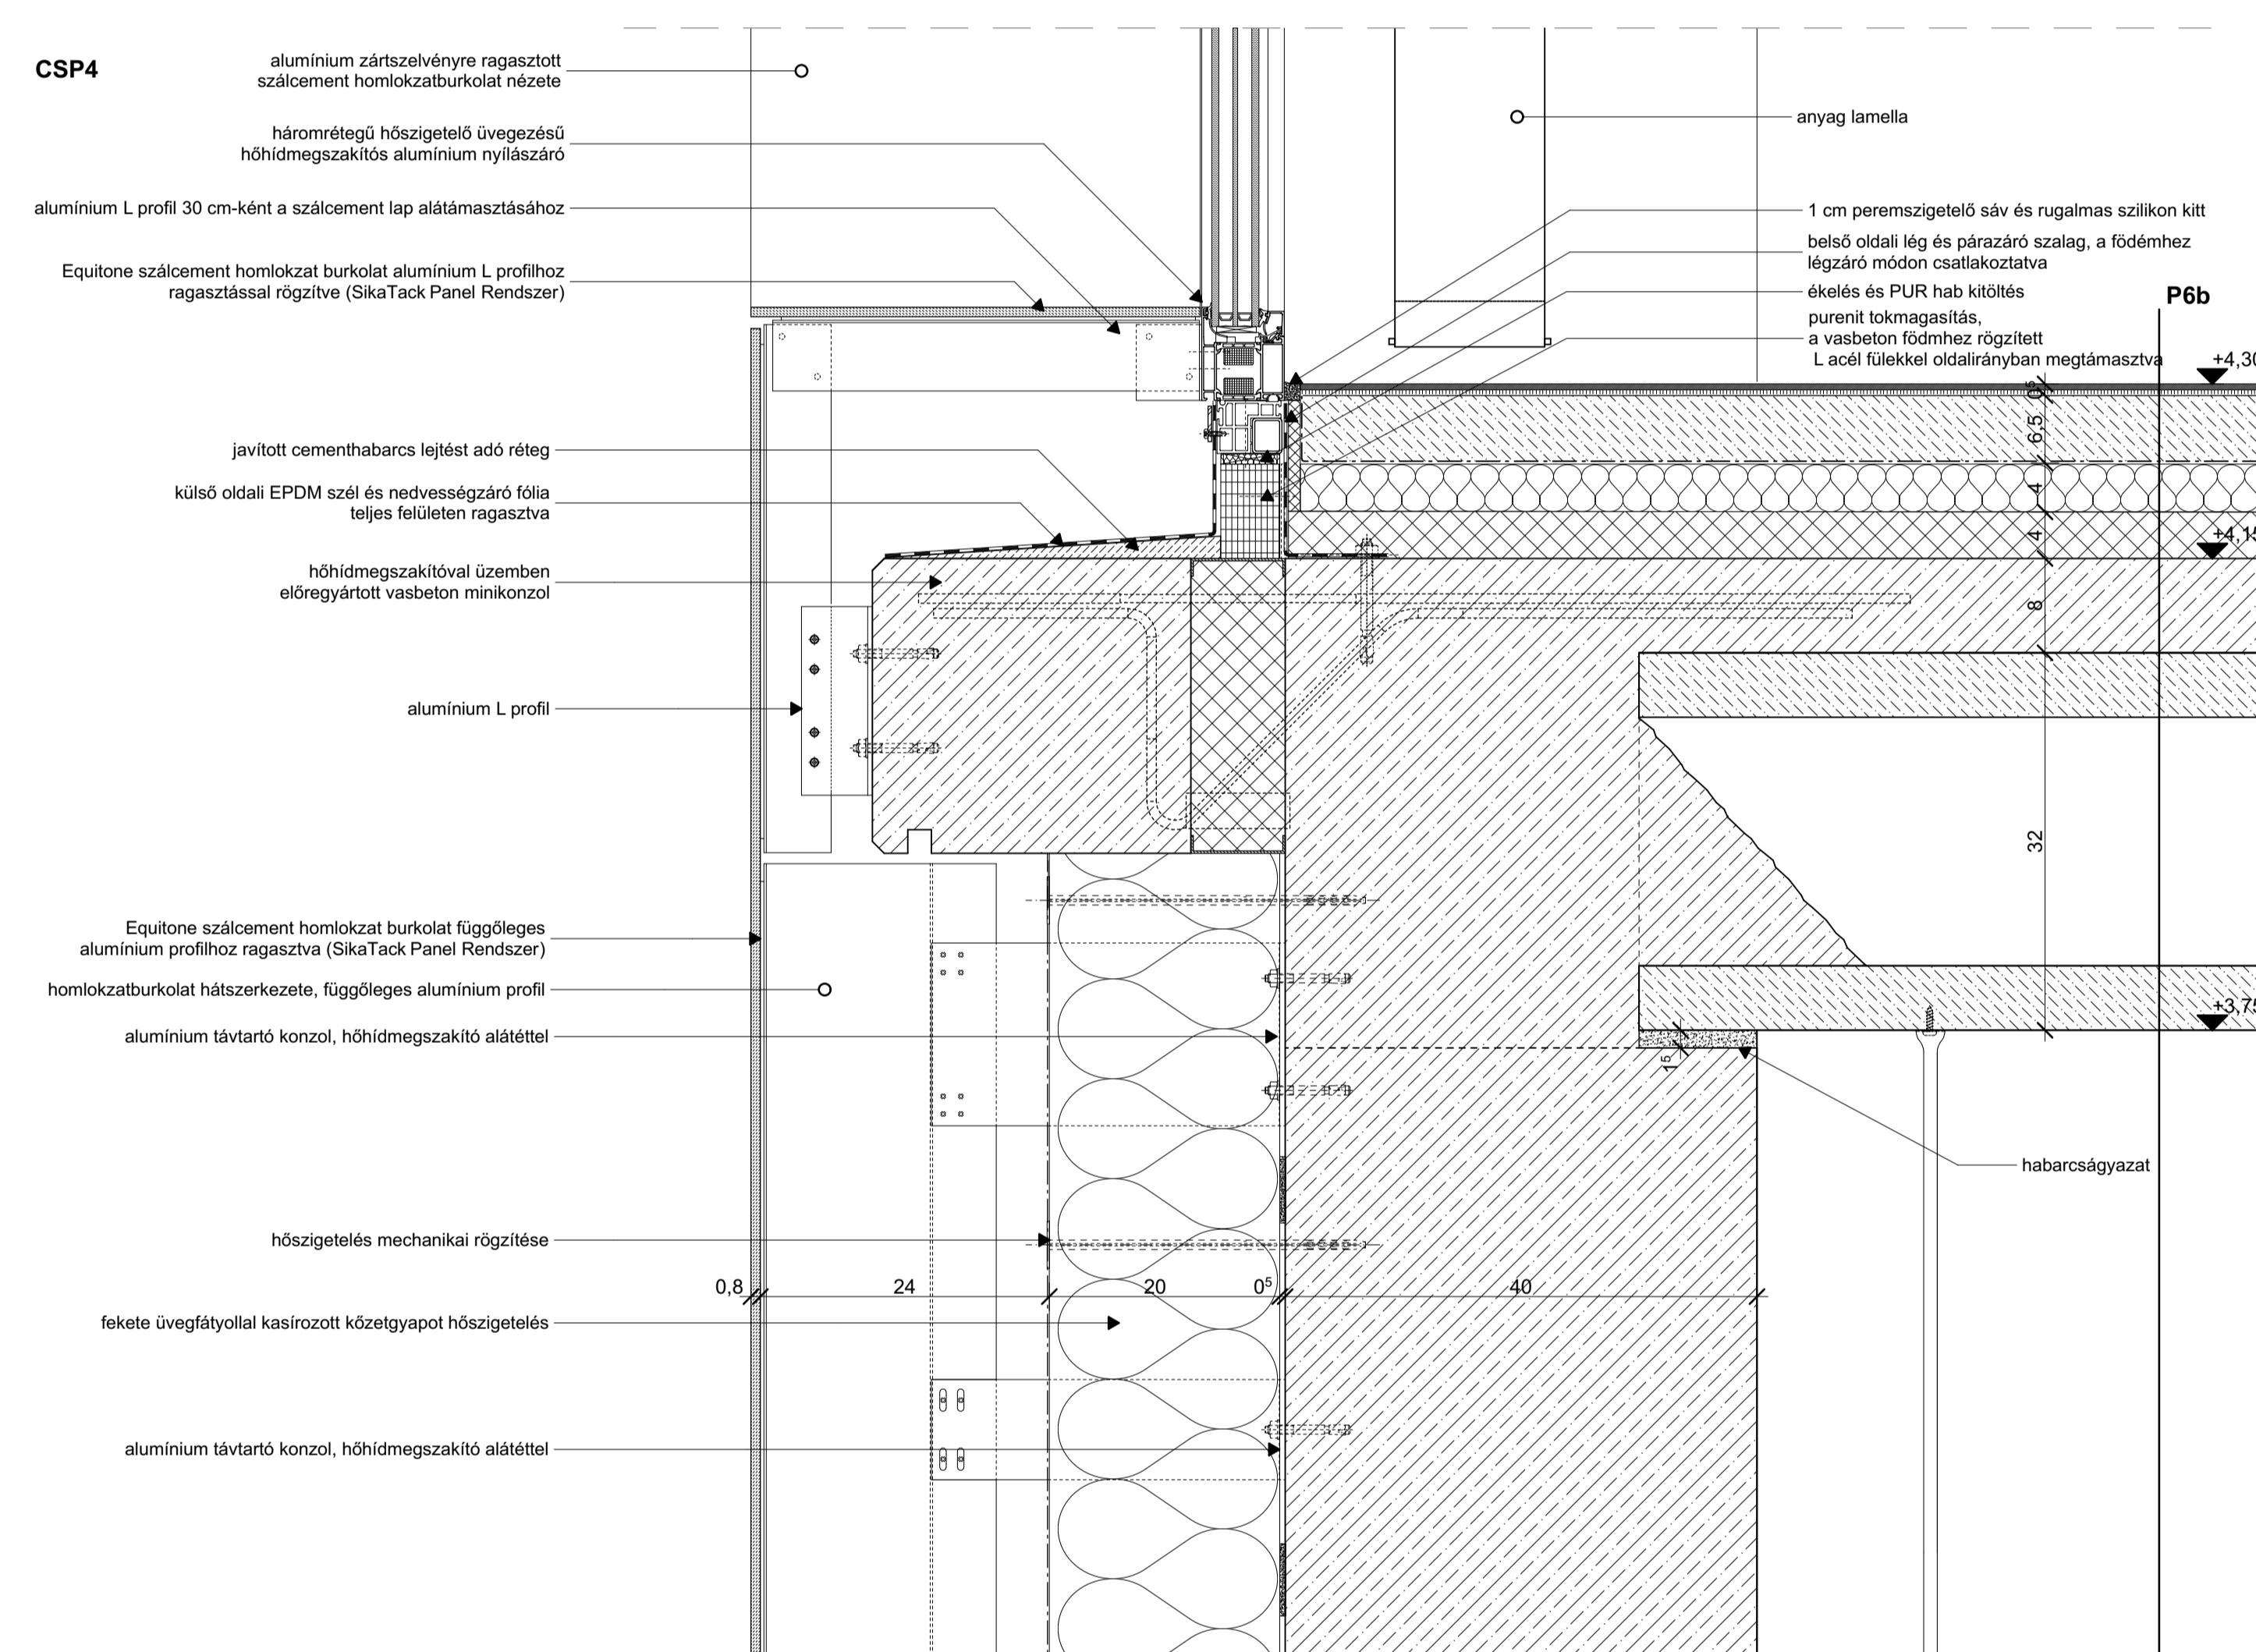 CSP4
alumínium zártszelvényre ragasztott
szálcement homlokzatburkolat nézete
háromrétegű hőszigetelő üvegezésű
hőhídmegszakítós alumínium nyílászáró
alumínium L profil 30 cm-ként a szálcement lap alátámasztásához
Equitone szálcement homlokzat burkolat alumínium L profilhoz
ragasztással rögzítve (SikaTack Panel Rendszer)
javított cementhabarcs lejtést adó réteg
külső oldali EPDM szél és nedvességzáró fólia
teljes felületen ragasztva
hőhídmegszakítóval üzemben
előregyártott vasbeton minikonzol
alumínium L profil
Equitone szálcement homlokzat burkolat függőleges
alumínium profilhoz ragasztva (SikaTack Panel Rendszer)
homlokzatburkolat hátszerkezete, függőleges alumínium profil
alumínium távtartó konzol, hőhídmegszakító alátéttel
hőszigetelés mechanikai rögzítése
0,8 24 20 0⁵ 40
fekete üvegfátyollal kasírozott kőzetgyapot hőszigetelés
alumínium távtartó konzol, hőhídmegszakító alátéttel
anyag lamella
1 cm peremszigetelő sáv és rugalmas szilikon kitt
belső oldali lég és párazáró szalag, a födémhez
légzáró módon csatlakoztatva
ékelés és PUR hab kitöltés
purenit tokmagasítás,
a vasbeton födmhez rögzített
L acél fülekkel oldalirányban megtámasztva
P6b
+4,30
0⁵
6,5
4
4
+4,15
8
32
+3,75
1⁵
habarcságyazat